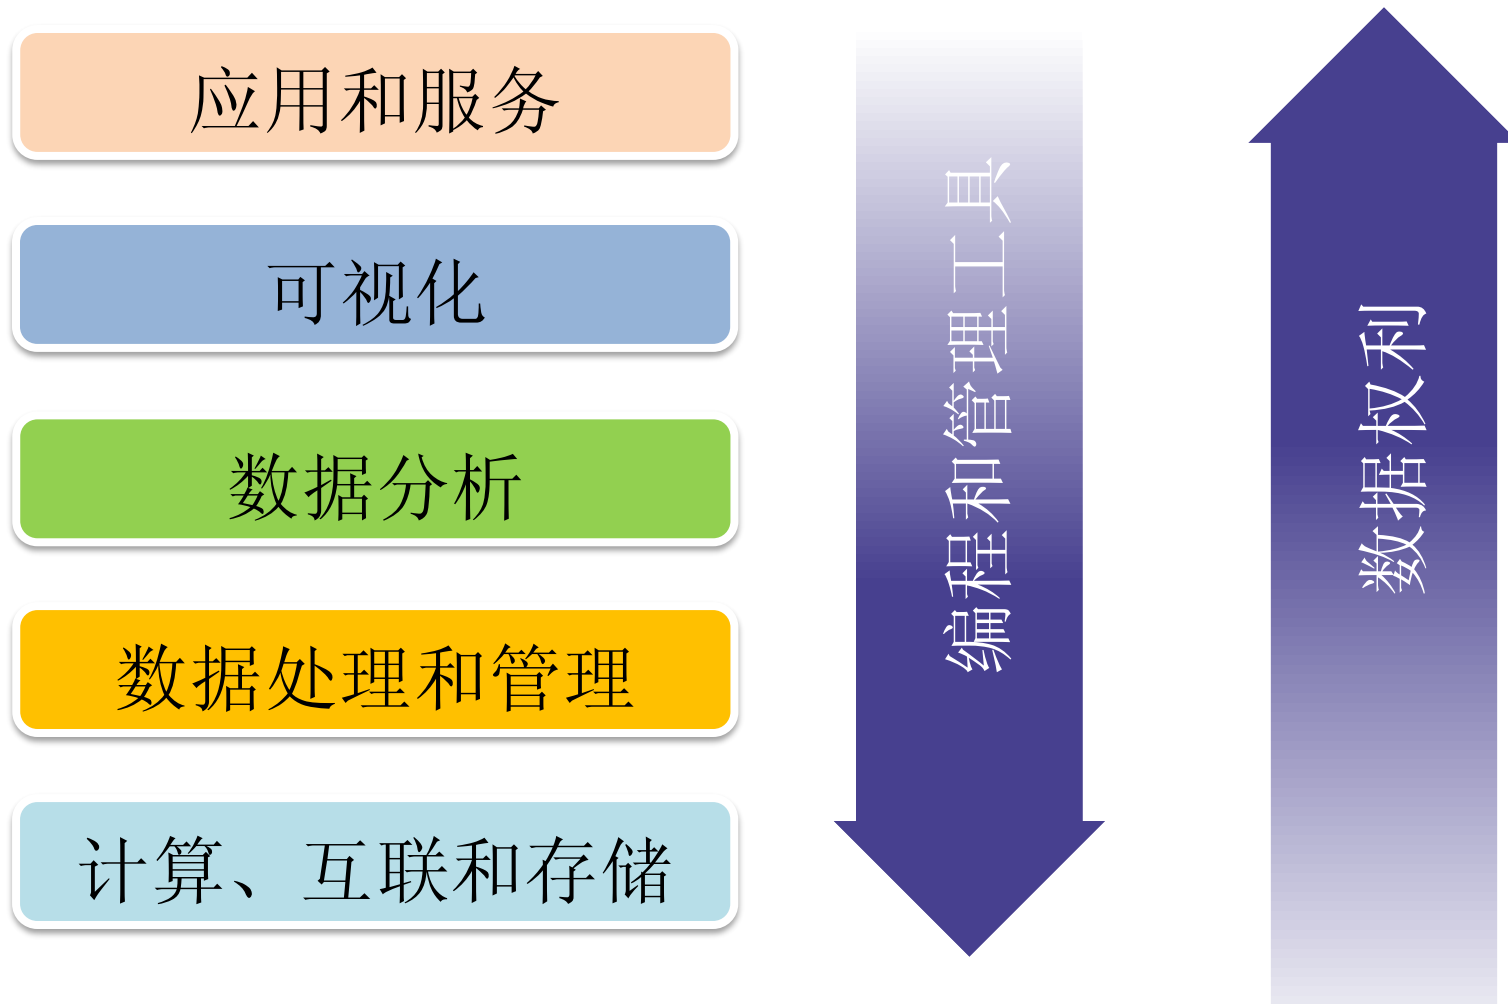 应用和服务
可视化
数据分析
数据处理和管理
计算、互联和存储
编程和管理工具
数据权利